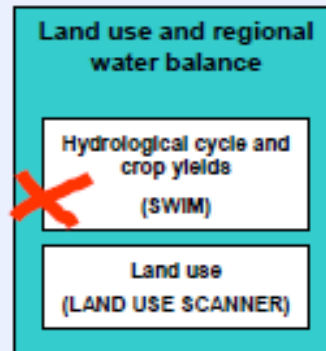 Land use and regional
water balance
Hydrological cycle and
crop yields
(SWIM)
Land use
(LAND USE SCANNER)